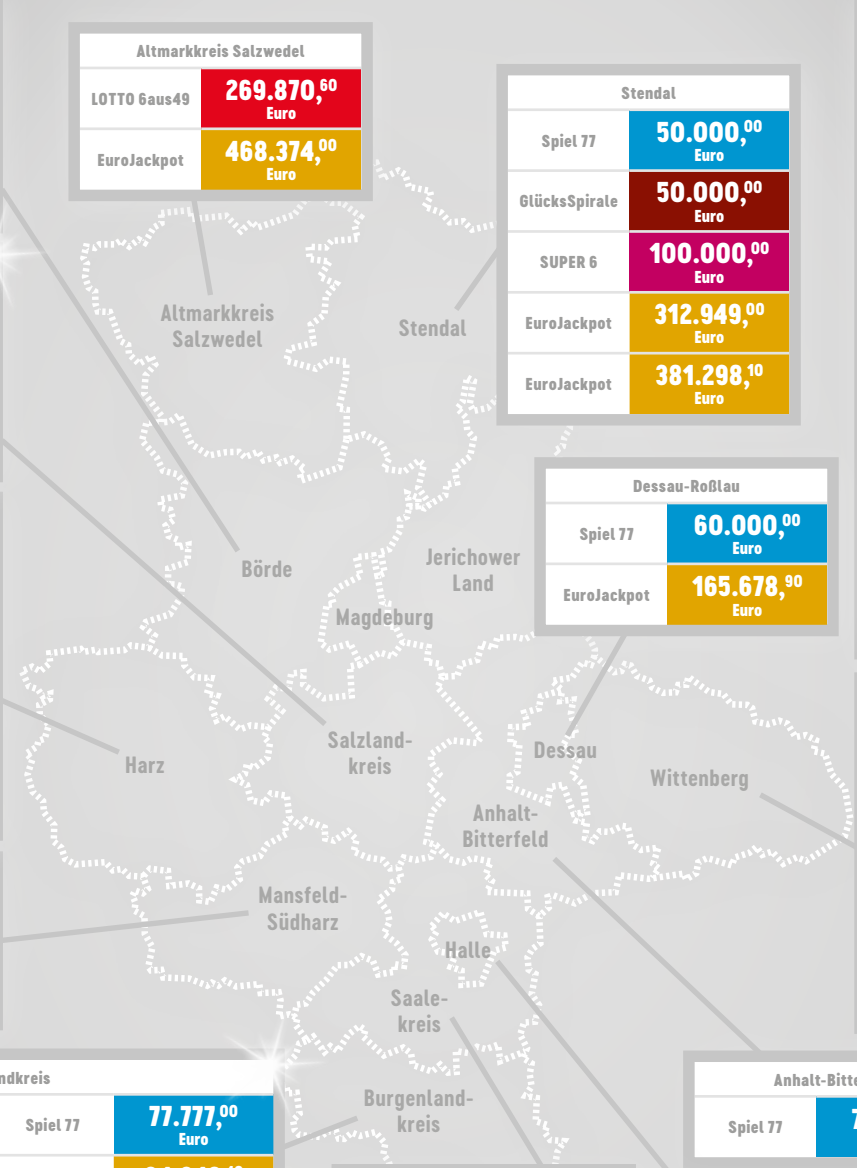 Altmarkkreis Salzwedel
LOTTO 6aus49 269.870,60
Euro
EuroJackpot 468.374,00
Euro
Stendal
Spiel 77 50.000,00
Euro
GlücksSpirale 50.000,00
Euro
SUPER 6 100.000,00
Euro
EuroJackpot 312.949,00
Euro
EuroJackpot 381.298,10
Euro
Altmarkkreis
Salzwedel
Stendal
Dessau-Roßlau
Spiel 77 60.000,00
Euro
EuroJackpot 165.678,90
Euro
Börde
Jerichower
Land
Magdeburg
Salzland-
kreis
Harz
Dessau
Wittenberg
Anhalt-
Bitterfeld
Mansfeld-
Südharz
Halle
Saale-
kreis
Burgenland-
kreis
ndkreis
Spiel 77 77.777,00
Euro
Anhalt-Bitte
Spiel 77